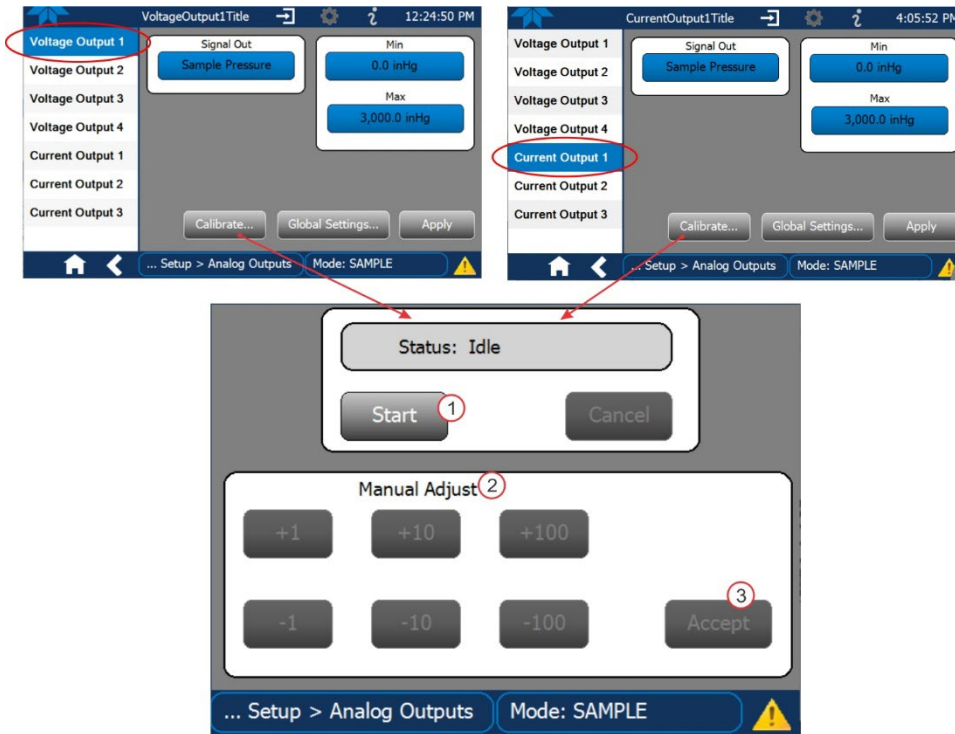 VoltageOutput1Title
12:24:50 PM
Voltage Output 1
Voltage Output 2
Voltage Output 3
Voltage Output 4
Current Output 1
Current Output 2
Current Output 3
Signal Out
Sample Pressure
Min
0.0 inHg
Max
3,000.0 inHg
Calibrate...
Global Settings...
Apply
... Setup > Analog Outputs
Mode: SAMPLE
CurrentOutput1Title
4:05:52 PM
Voltage Output 1
Voltage Output 2
Voltage Output 3
Voltage Output 4
Current Output 1
Current Output 2
Current Output 3
Signal Out
Sample Pressure
Min
0.0 inHg
Max
3,000.0 inHg
Calibrate...
Global Settings...
Apply
... Setup > Analog Outputs
Mode: SAMPLE
Status: Idle
Start
1
Cancel
Manual Adjust
2
+1
+10
+100
3
-1
-10
-100
Accept
... Setup > Analog Outputs
Mode: SAMPLE